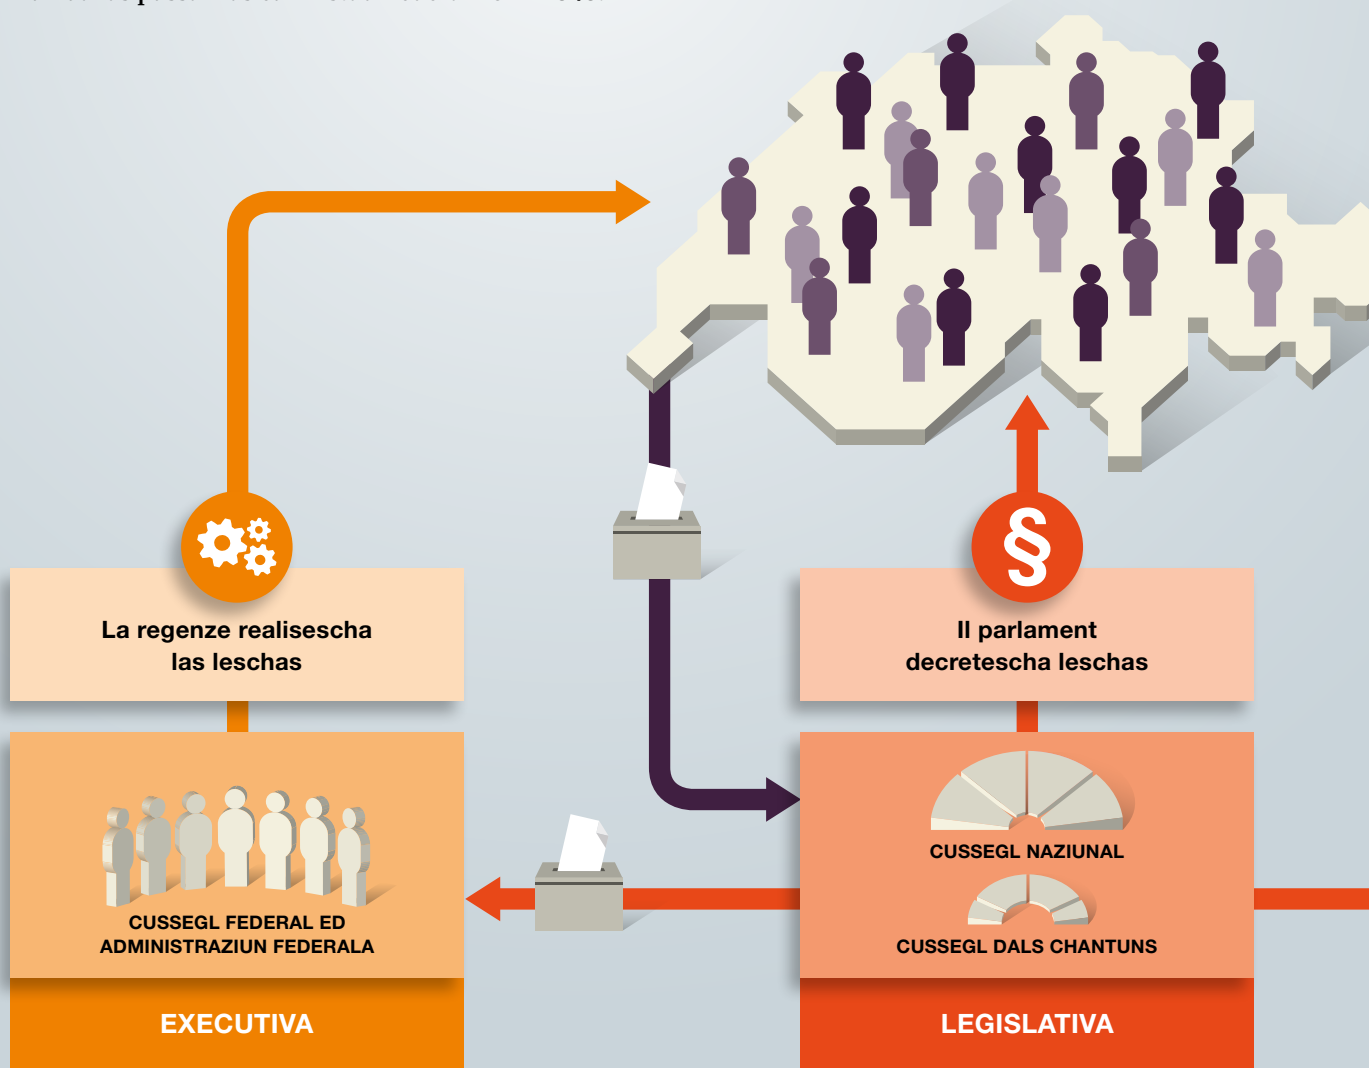 La regenze realisescha
las leschas
Il parlament
decretescha leschas
CUSSEGL FEDERAL ED
ADMINISTRAZIUN FEDERALA
CUSSEGL NAZIUNAL
CUSSEGL DALS CHANTUNS
EXECUTIVA
LEGISLATIVA